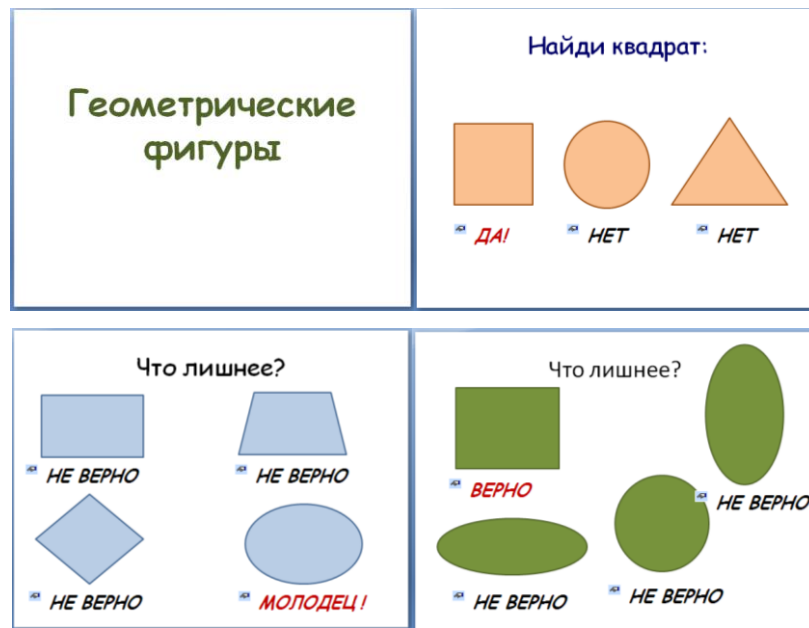 Геометрические
фигуры
Найди квадрат:
ДА!
НЕТ
НЕТ
Что лишнее?
НЕ ВЕРНО
НЕ ВЕРНО
НЕ ВЕРНО
МОЛОДЕЦ!
Что лишнее?
ВЕРНО
НЕ ВЕРНО
НЕ ВЕРНО
НЕ ВЕРНО